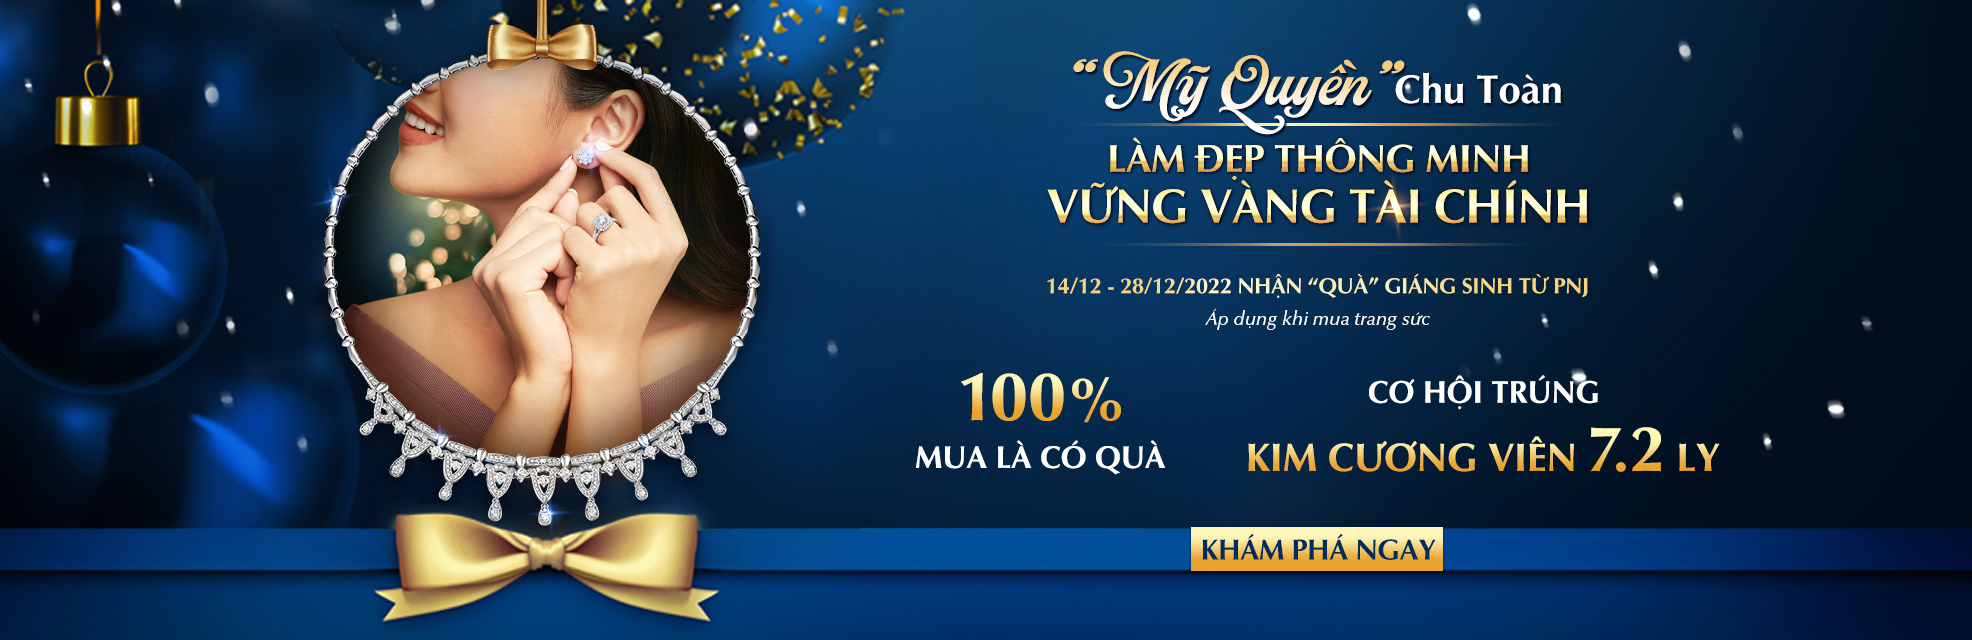 “Mỹ Quyền” Chu Toàn
LÀM ĐẸP THÔNG MINH
VỮNG VÀNG TÀI CHÍNH
14/12 - 28/12/2022 NHẬN “QUÀ” GIÁNG SINH TỪ PNJ
Áp dụng khi mua trang sức
100%
MUA LÀ CÓ QUÀ
CƠ HỘI TRÚNG
KIM CƯƠNG VIÊN 7.2 LY
KHÁM PHÁ NGAY